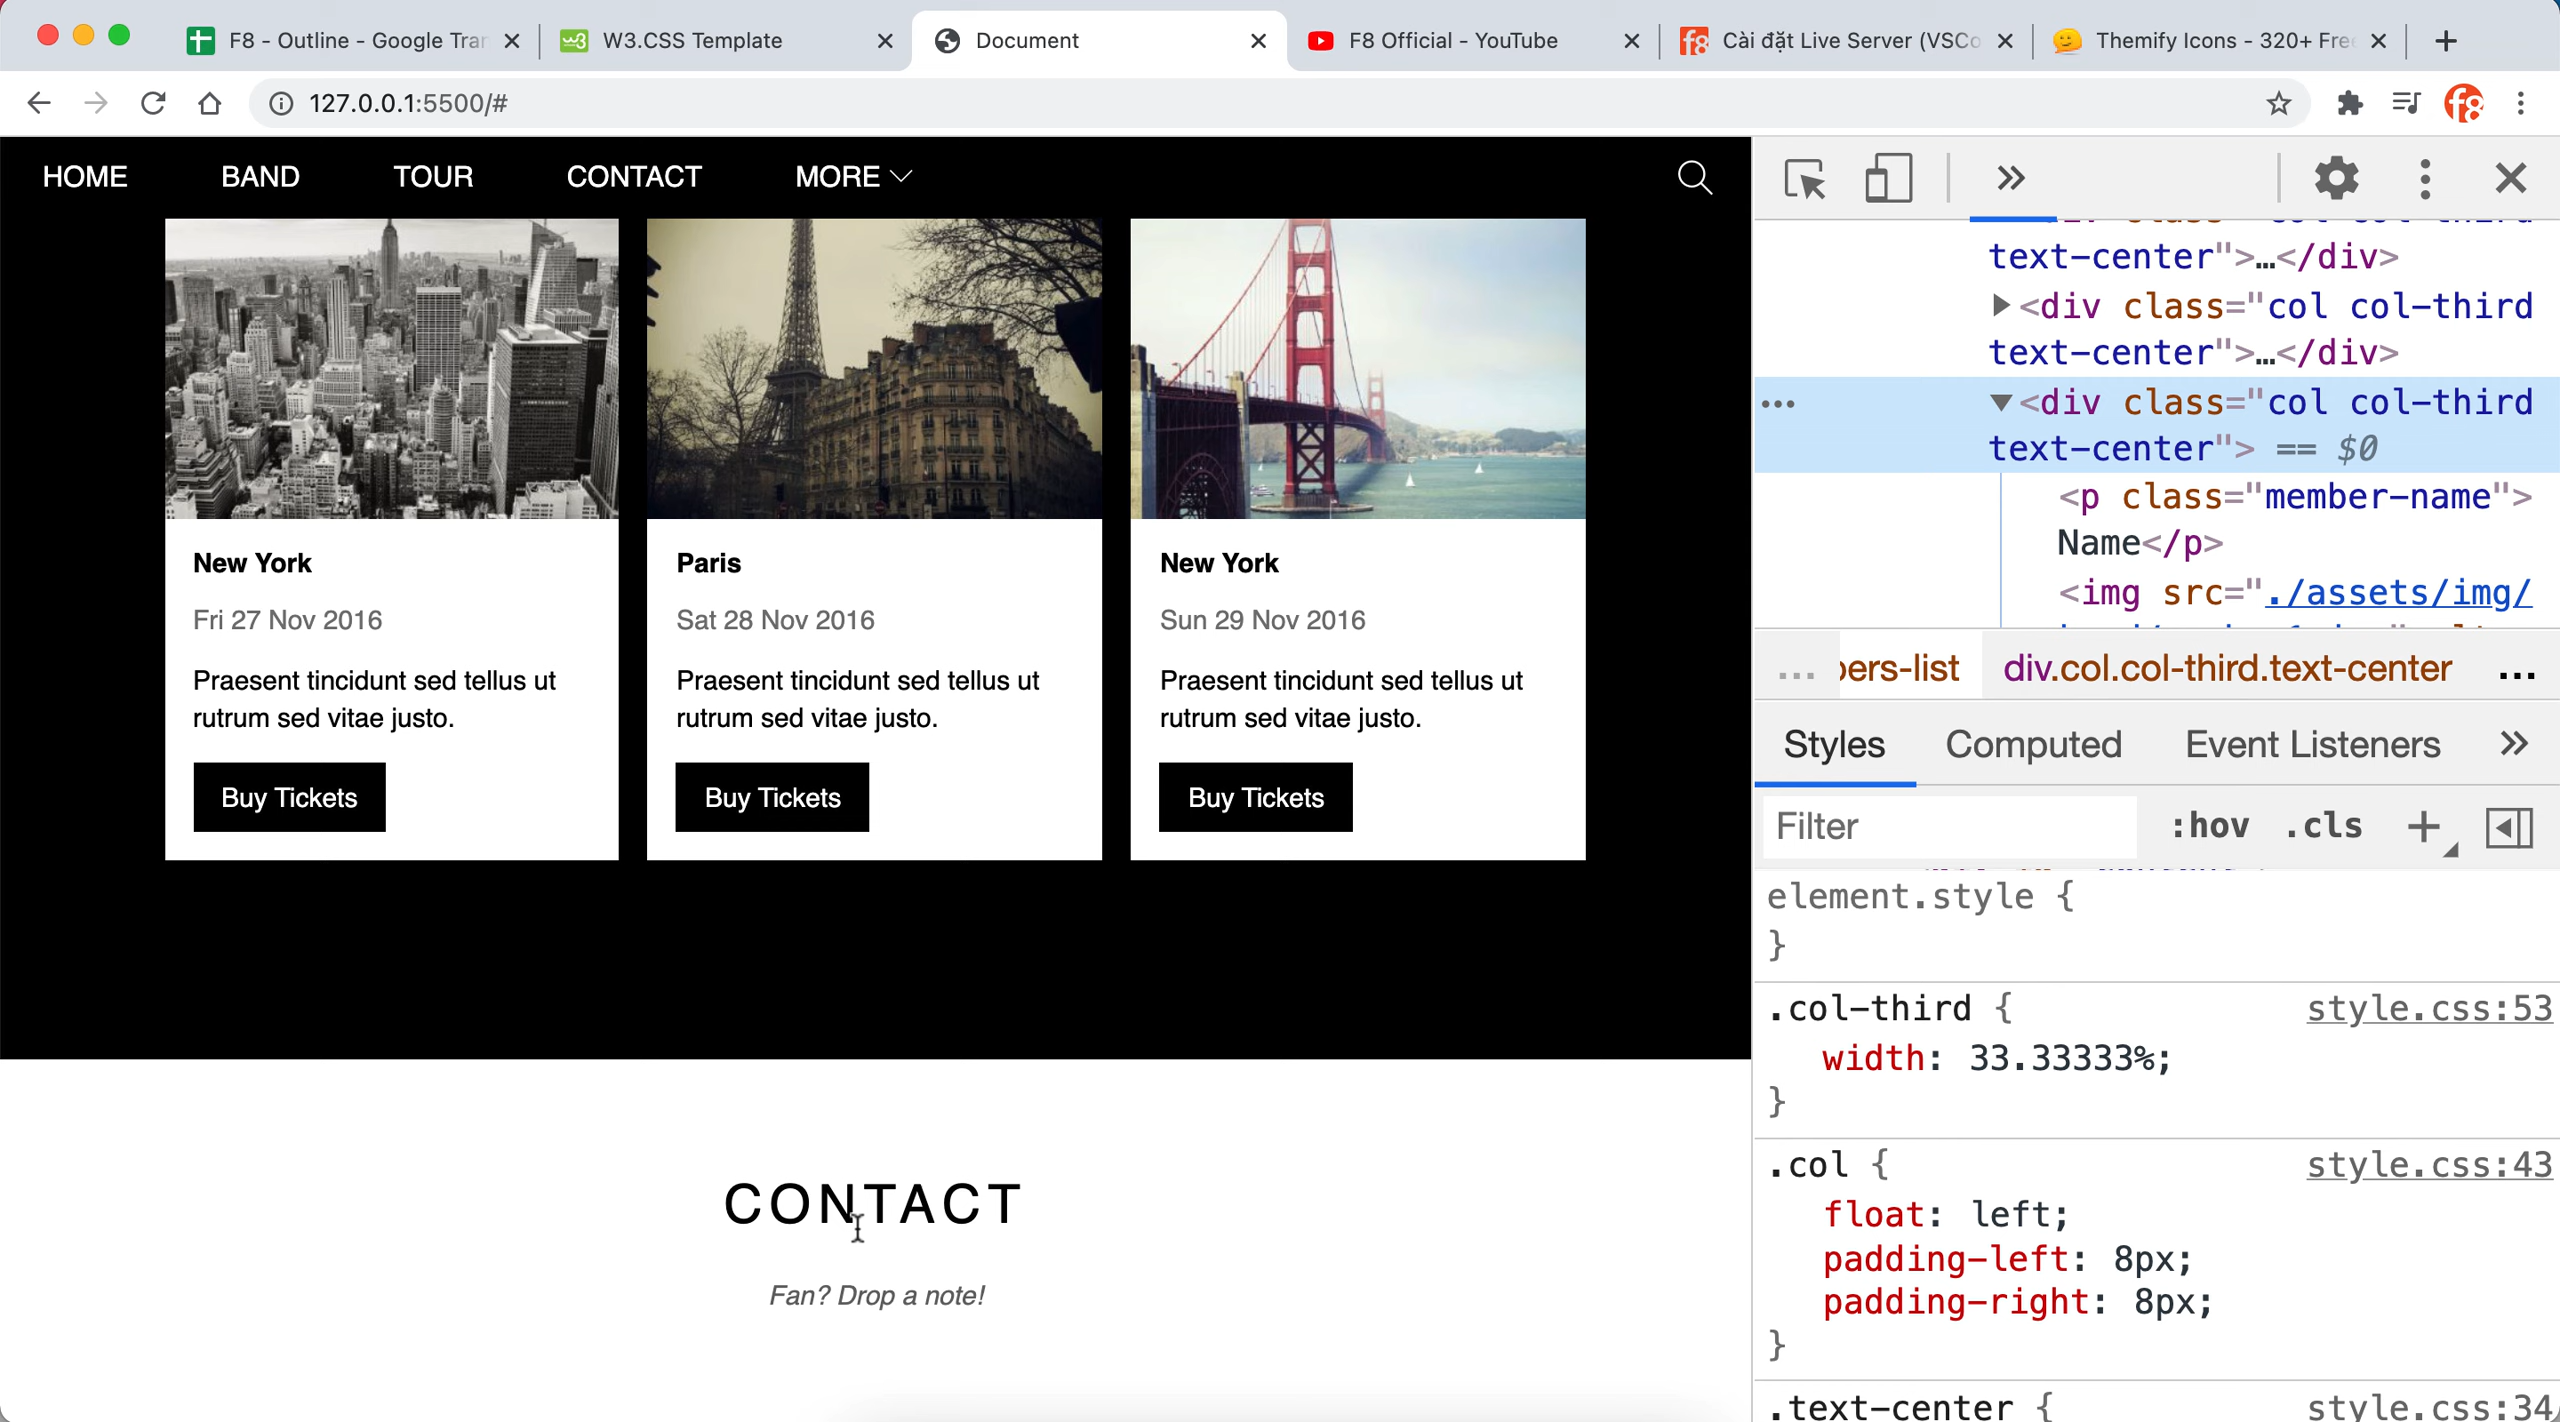 F8 - Outline - Google Tran
W3.CSS Template
Document
F8 Official - YouTube
Cài đặt Live Server (VSCo
Themify Icons - 320+ Free
127.0.0.1:5500/#
HOME BAND TOUR CONTACT MORE
New York
Fri 27 Nov 2016
Praesent tincidunt sed tellus ut
rutrum sed vitae justo.
Buy Tickets
Paris
Sat 28 Nov 2016
Praesent tincidunt sed tellus ut
rutrum sed vitae justo.
Buy Tickets
New York
Sun 29 Nov 2016
Praesent tincidunt sed tellus ut
rutrum sed vitae justo.
Buy Tickets
CONTACT
Fan? Drop a note!
text-center">…</div>
<div class="col col-third
text-center">…</div>
<div class="col col-third
text-center"> == $0
<p class="member-name">
Name</p>
<img src="./assets/img/
... bers-list div.col.col-third.text-center ...
Styles Computed Event Listeners
Filter :hov .cls
element.style {
}
.col-third { style.css:53
width: 33.33333%;
}
.col { style.css:43
float: left;
padding-left: 8px;
padding-right: 8px;
}
.text-center { style.css:34